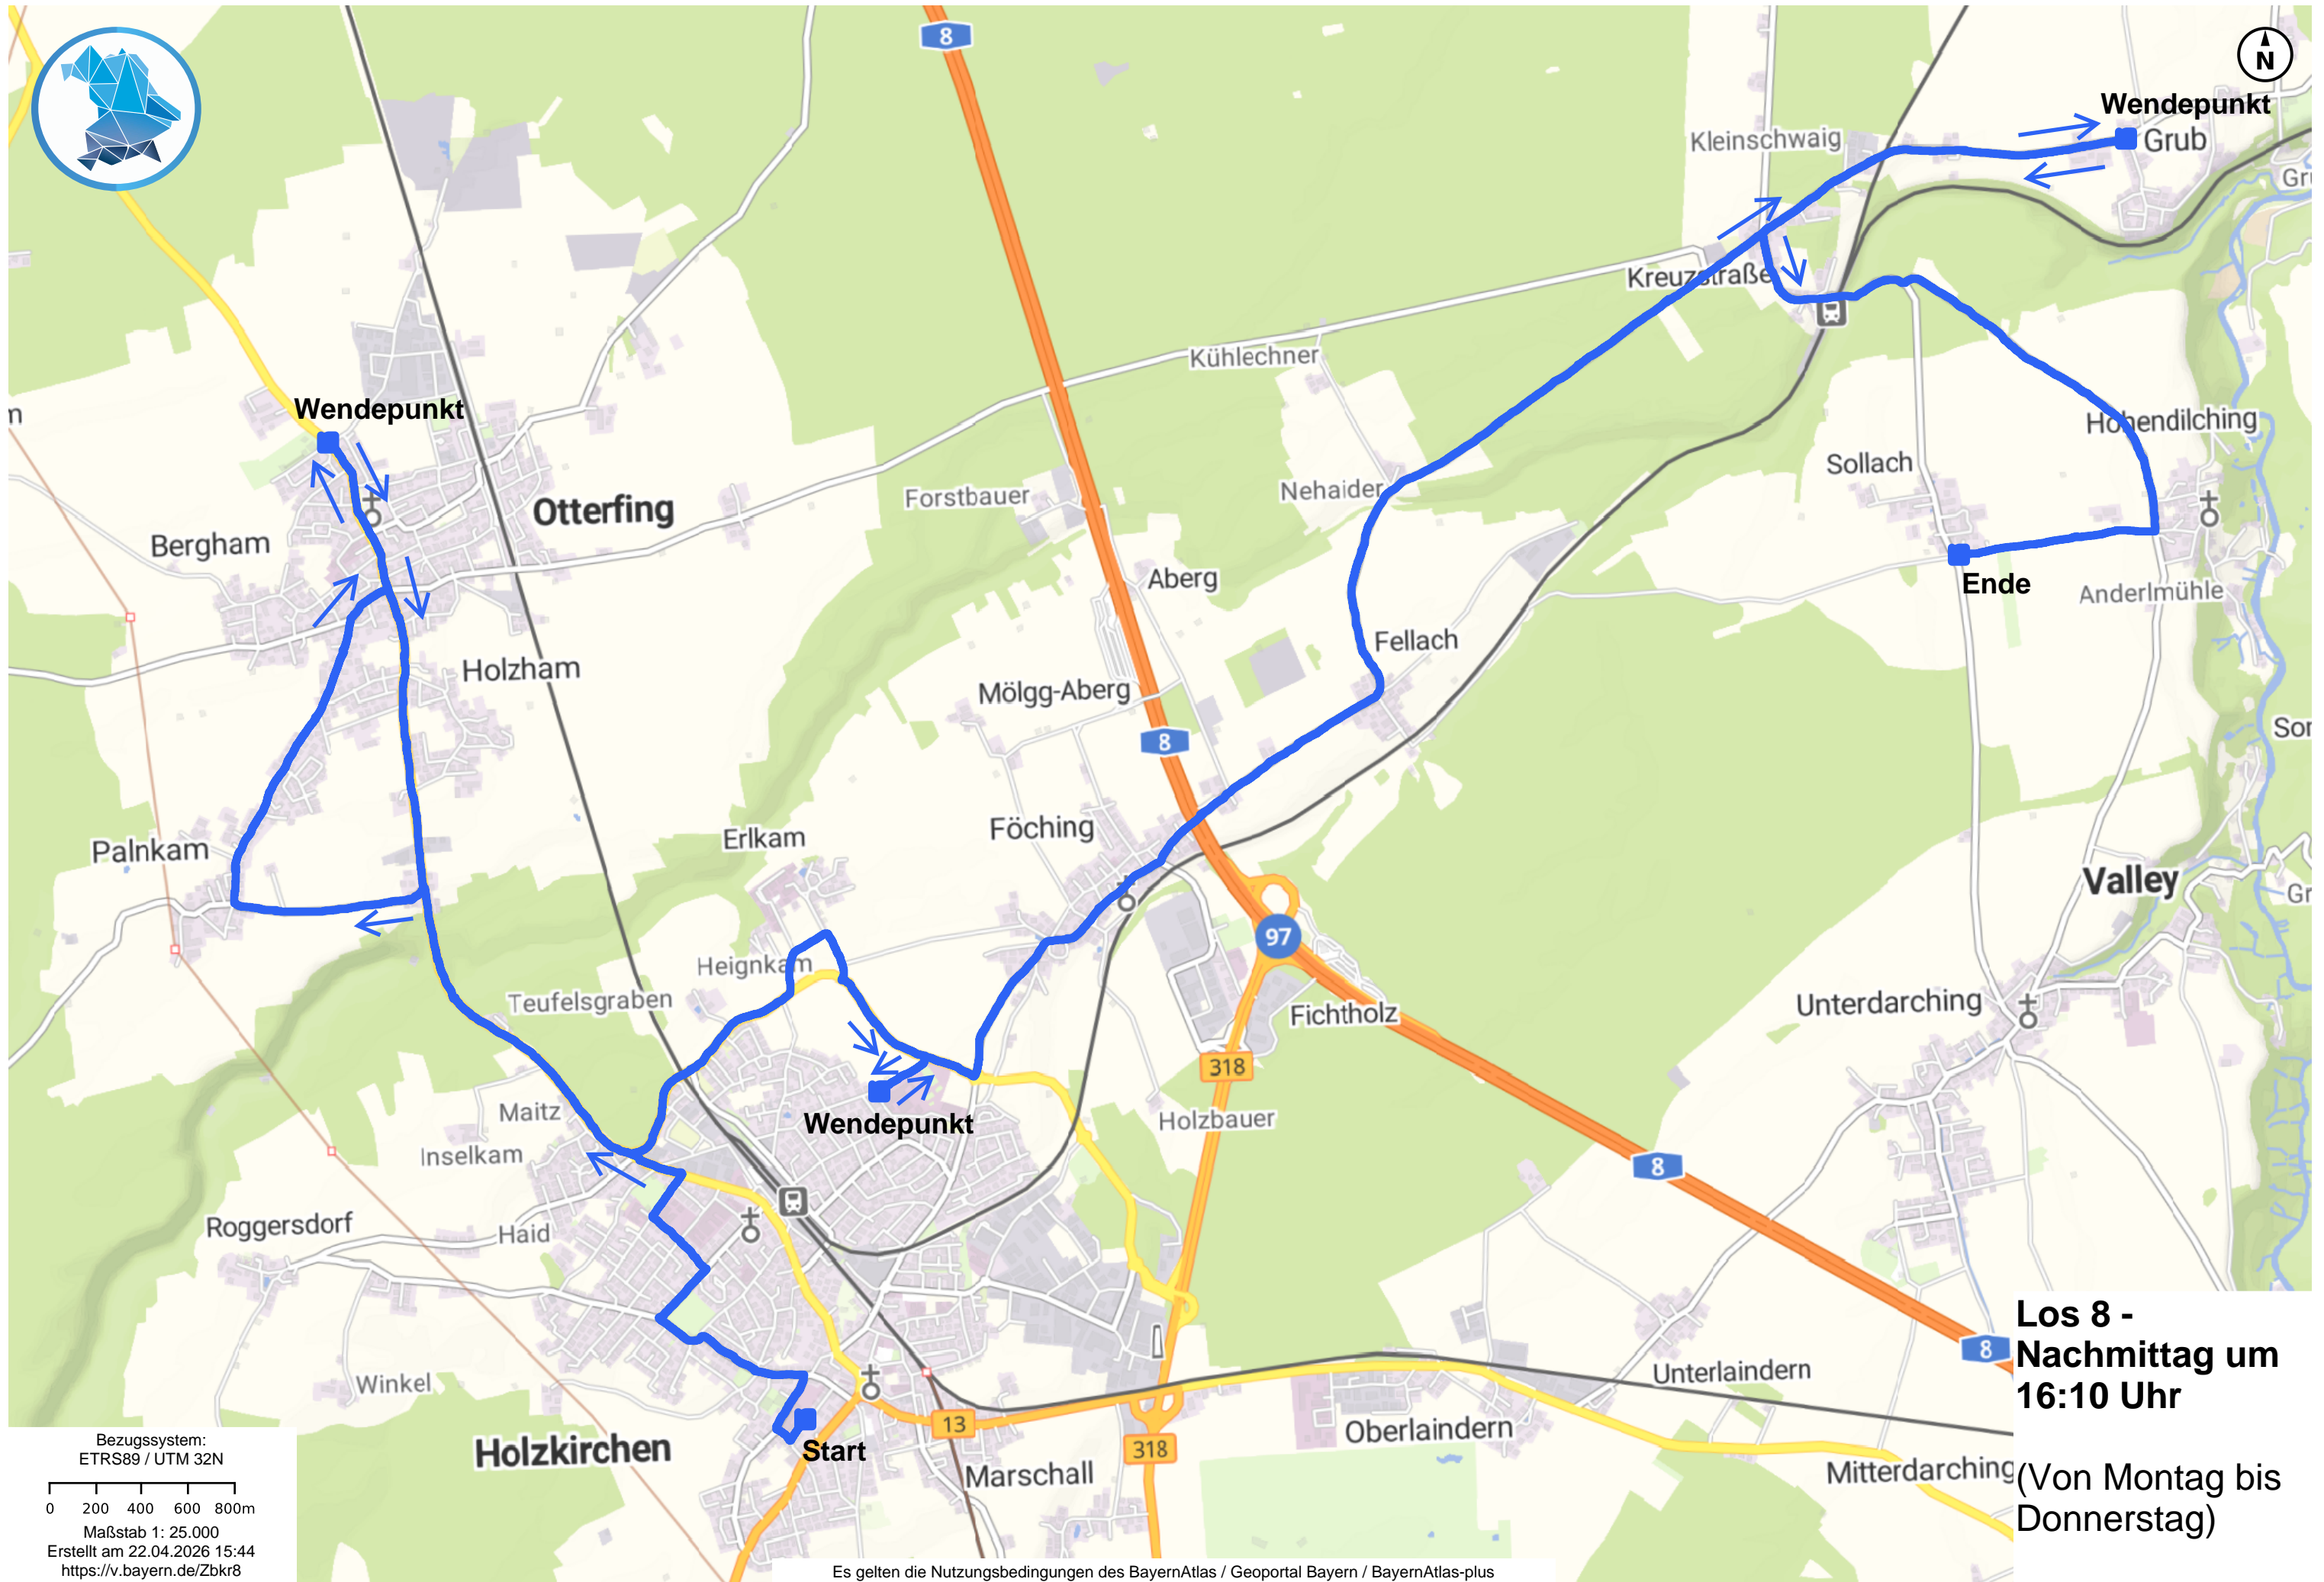 8
N
Wendepunkt
Kleinschwaig
Grub
Kreuzstraße
Kühlechner
Wendepunkt
Hohendilching
Sollach
Nehaider
Forstbauer
Otterfing
Bergham
Aberg
Ende
Anderlmühle
Fellach
Holzham
Mölgg-Aberg
8
Föching
Erlkam
Palnkam
Valley
97
Heignkam
Teufelsgraben
Unterdarching
Fichtholz
318
Maitz
Wendepunkt
Holzbauer
Inselkam
8
Roggersdorf
Haid
Los 8 -
Nachmittag um
16:10 Uhr
8
Unterlaindern
Winkel
13
Oberlaindern
Holzkirchen
Start
318
Marschall
Mitterdarching
(Von Montag bis
Donnerstag)
Bezugssystem:
ETRS89 / UTM 32N
0 200 400 600 800m
Maßstab 1: 25.000
Erstellt am 22.04.2026 15:44
https://v.bayern.de/Zbkr8
Es gelten die Nutzungsbedingungen des BayernAtlas / Geoportal Bayern / BayernAtlas-plus